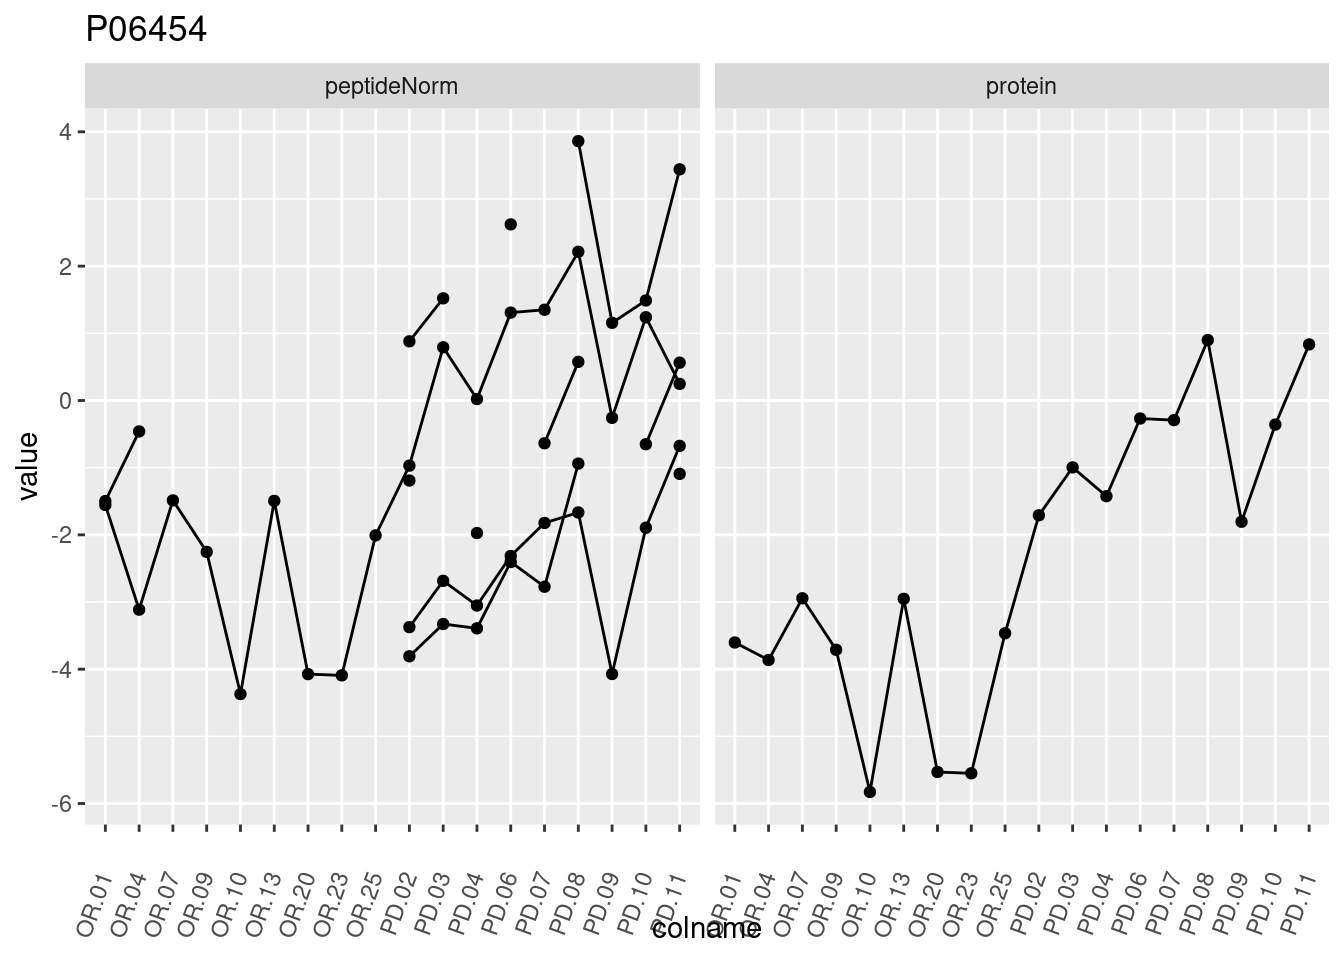 P06454
peptideNorm protein
4
2
0
-2
-4
-6
value
OR.01 OR.04 OR.07 OR.09 OR.10 OR.13 OR.20 OR.23 OR.25 PD.02 PD.03 PD.04 PD.06 PD.07 PD.08 PD.09 PD.10 PD.11 OR.01 OR.04 OR.07 OR.09 OR.10 OR.13 OR.20 OR.23 OR.25 PD.02 PD.03 PD.04 PD.06 PD.07 PD.08 PD.09 PD.10 PD.11
colname